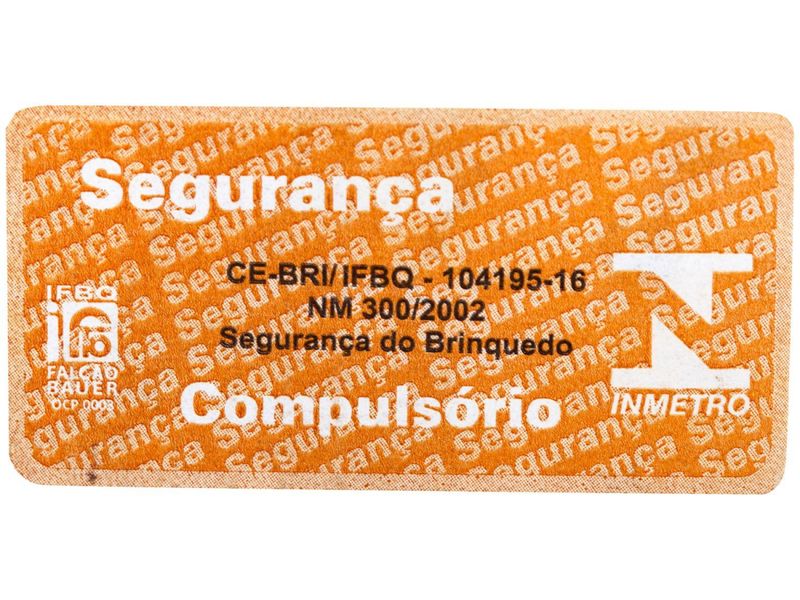 Segurança
CE-BRI/IFBQ - 104195-16
NM 300/2002
Segurança do Brinquedo
IFBQ
FALCÃO
BAUER
OCP 0003
Compulsório
INMETRO